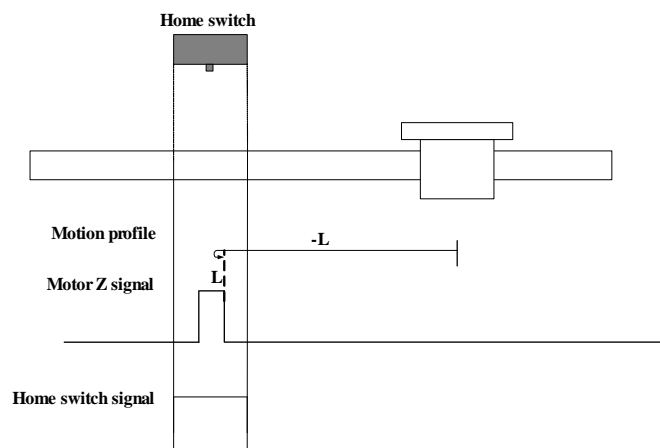 Home switch
Motion profile
-L
L
Motor Z signal
Home switch signal